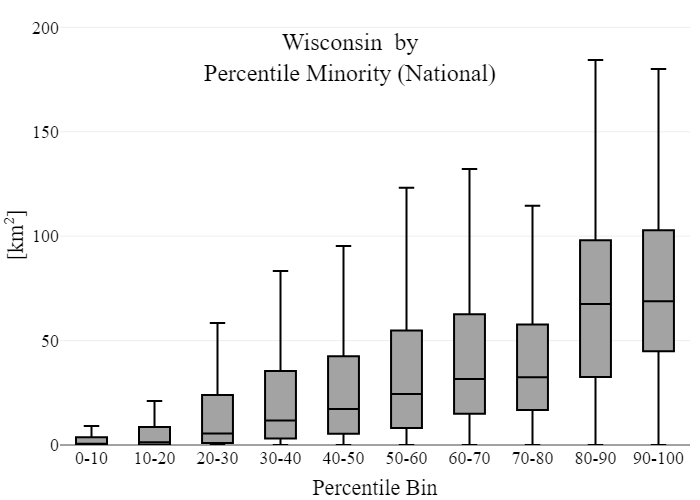 Wisconsin by
Percentile Minority (National)
[km²]
200
150
100
50
0
0-10 10-20 20-30 30-40 40-50 50-60 60-70 70-80 80-90 90-100
Percentile Bin